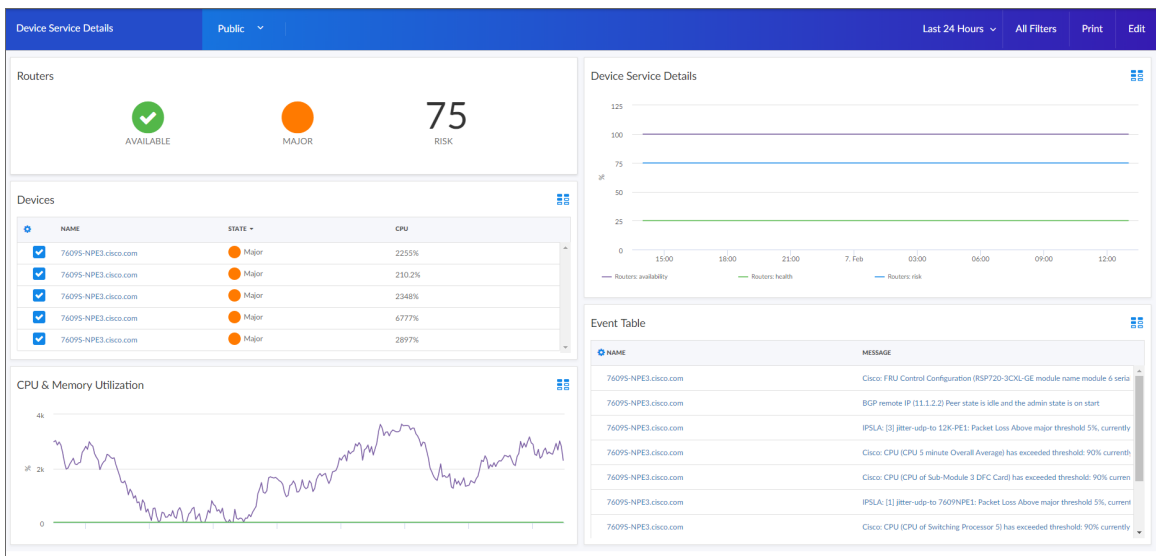 Device Service Details
Public
Last 24 Hours
All Filters
Print
Edit
Routers
AVAILABLE
MAJOR
75
RISK
Devices
NAME STATE CPU
7609S-NPE3.cisco.com Major 2255%
7609S-NPE3.cisco.com Major 210.2%
7609S-NPE3.cisco.com Major 2348%
7609S-NPE3.cisco.com Major 6777%
7609S-NPE3.cisco.com Major 2897%
CPU & Memory Utilization
4k
%
2k
0
Device Service Details
125
100
75
%
50
25
0
15:00 18:00 21:00 7. Feb 03:00 06:00 09:00 12:00
Routers: availability Routers: health Routers: risk
Event Table
NAME MESSAGE
7609S-NPE3.cisco.com Cisco: FRU Control Configuration (RSP720-3CXL-GE module name module 6 seria
7609S-NPE3.cisco.com BGP remote IP (11.1.2.2) Peer state is idle and the admin state is on start
7609S-NPE3.cisco.com IPSLA: [3] jitter-udp-to 12K-PE1: Packet Loss Above major threshold 5%, currently
7609S-NPE3.cisco.com Cisco: CPU (CPU 5 minute Overall Average) has exceeded threshold: 90% currently
7609S-NPE3.cisco.com Cisco: CPU (CPU of Sub-Module 3 DFC Card) has exceeded threshold: 90% curren
7609S-NPE3.cisco.com IPSLA: [1] jitter-udp-to 7609NPE1: Packet Loss Above major threshold 5%, current
7609S-NPE3.cisco.com Cisco: CPU (CPU of Switching Processor 5) has exceeded threshold: 90% currently